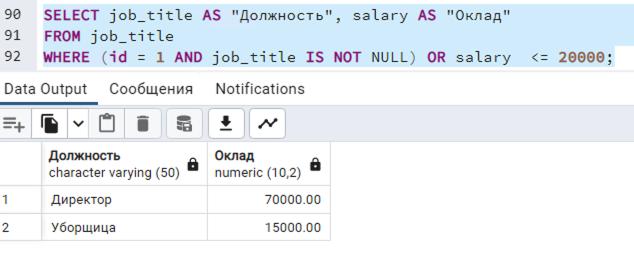 90 SELECT job_title AS "Должность", salary AS "Оклад"
91 FROM job_title
92 WHERE (id = 1 AND job_title IS NOT NULL) OR salary  <= 20000;
Data Output Сообщения Notifications
Должность Оклад
character varying (50) numeric (10,2)
1 Директор 70000.00
2 Уборщица 15000.00